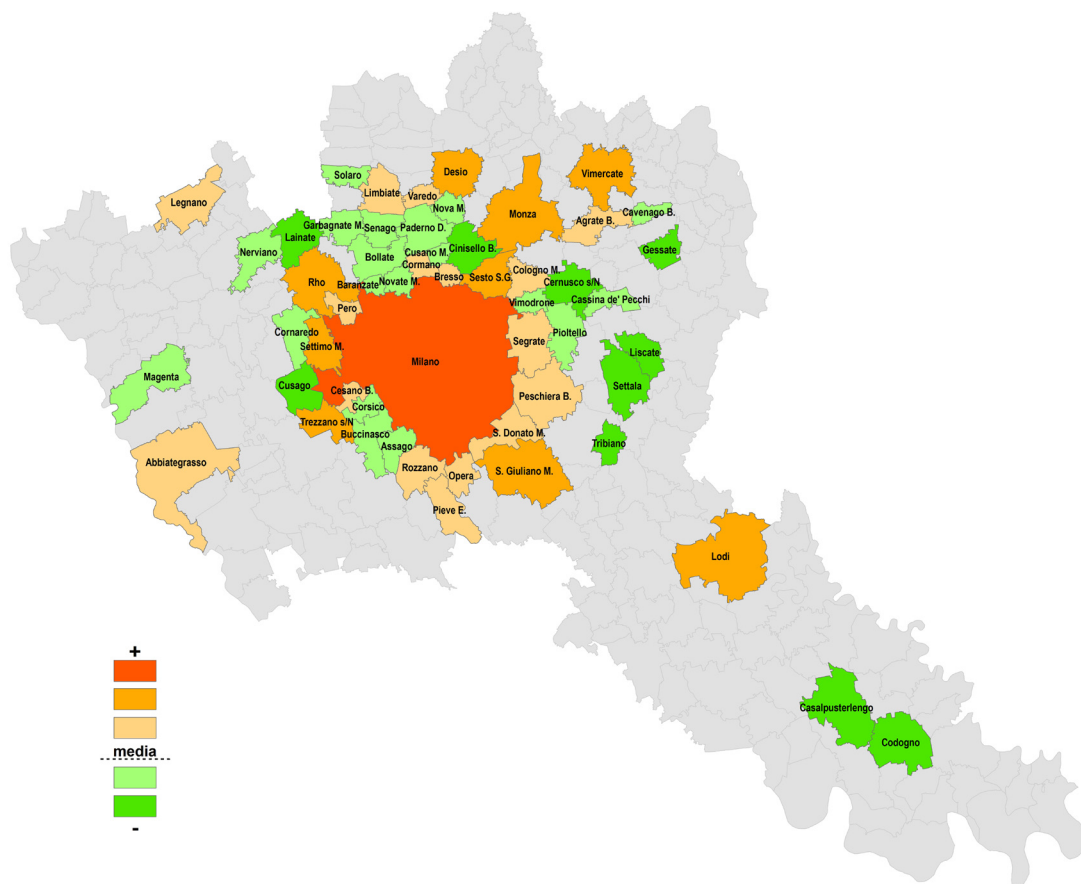 Desio
Solaro
Vimercate
Limbiate
Varedo
Legnano
Nova M.
Cavenago B.
Monza
Agrate B.
Garbagnate M.
Senago
Paderno D.
Lainate
Cinisello B.
Gessate
Nerviano
Cusano M.
Bollate
Cormano
Cologno M.
Bresso
Sesto S.G.
Rho
Novate M.
Cernusco s/N
Baranzate
Cassina de' Pecchi
Vimodrone
Pero
Cornaredo
Pioltello
Segrate
Settimo M.
Liscate
Milano
Magenta
Settala
Cusago
Cesano B.
Peschiera B.
Corsico
Trezzano s/N
Tribiano
S. Donato M.
Buccinasco
Assago
Abbiategrasso
Rozzano
S. Giuliano M.
Opera
Pieve E.
Lodi
+
Casalpusterlengo
Codogno
media
-